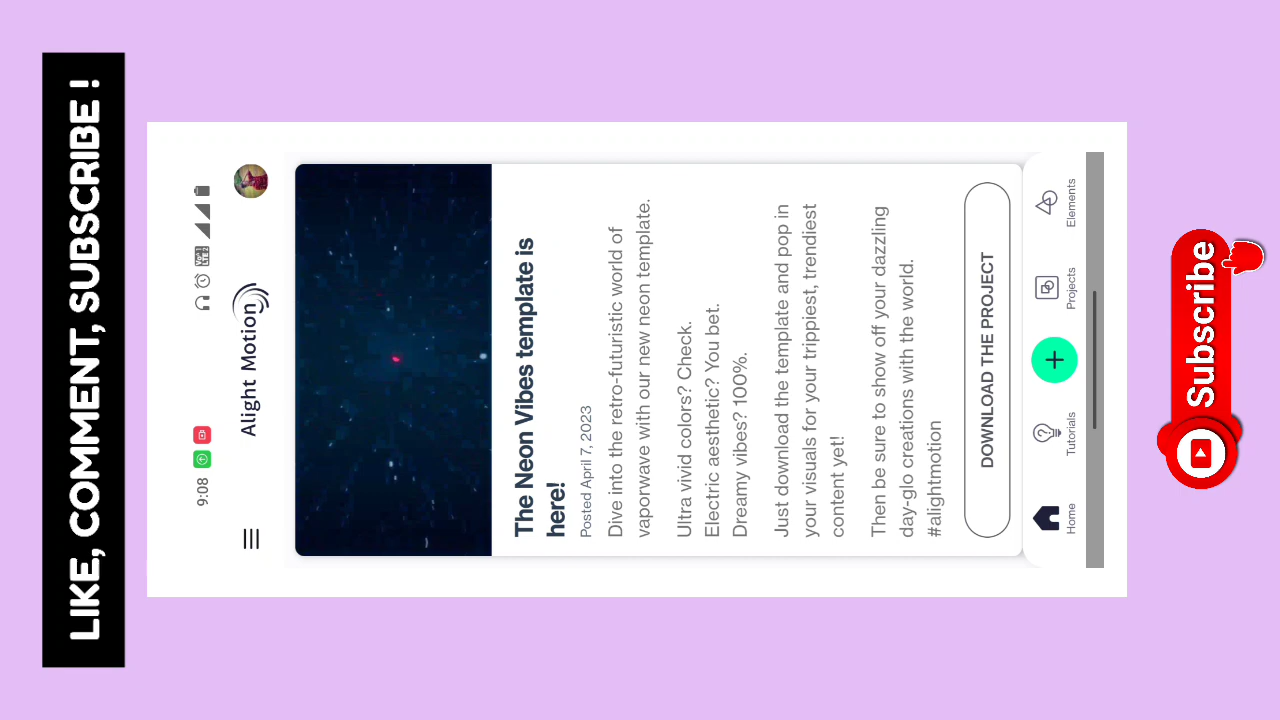 LIKE, COMMENT, SUBSCRIBE !
9:08
Alight Motion
The Neon Vibes template is
here!
Posted April 7, 2023
Dive into the retro-futuristic world of
vaporwave with our new neon template.
Ultra vivid colors? Check.
Electric aesthetic? You bet.
Dreamy vibes? 100%.
Just download the template and pop in
your visuals for your trippiest, trendiest
content yet!
Then be sure to show off your dazzling
day-glo creations with the world.
#alightmotion
DOWNLOAD THE PROJECT
Home
Tutorials
Projects
Elements
Subscribe